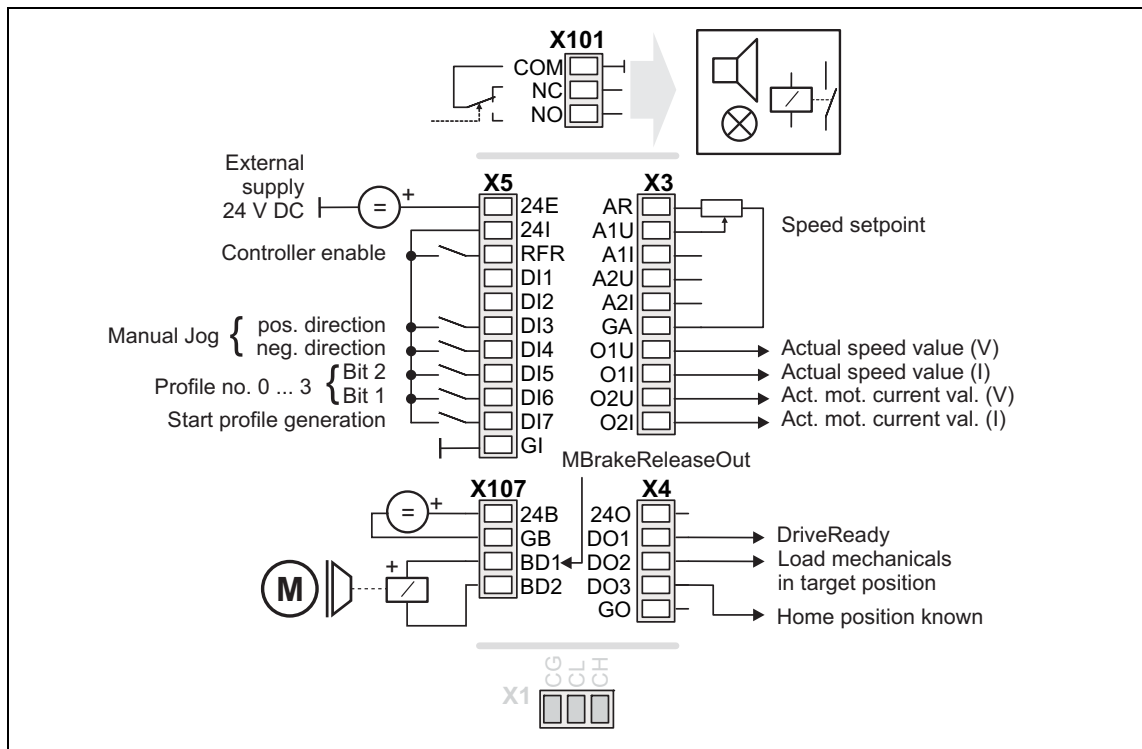 X101
COM
NC
NO
External
supply
24 V DC
=
+
X5
24E
24I
RFR
DI1
DI2
DI3
DI4
DI5
DI6
DI7
GI
Controller enable
Manual Jog { pos. direction
neg. direction
Profile no. 0 ... 3 { Bit 2
Bit 1
Start profile generation
X3
AR
A1U
A1I
A2U
A2I
GA
O1U
O1I
O2U
O2I
Speed setpoint
Actual speed value (V)
Actual speed value (I)
Act. mot. current val. (V)
Act. mot. current val. (I)
MBrakeReleaseOut
X107
=
+
24B
GB
BD1
BD2
M
+
X4
24O
DO1
DO2
DO3
GO
DriveReady
Load mechanicals
in target position
Home position known
X1
CG
CL
CH